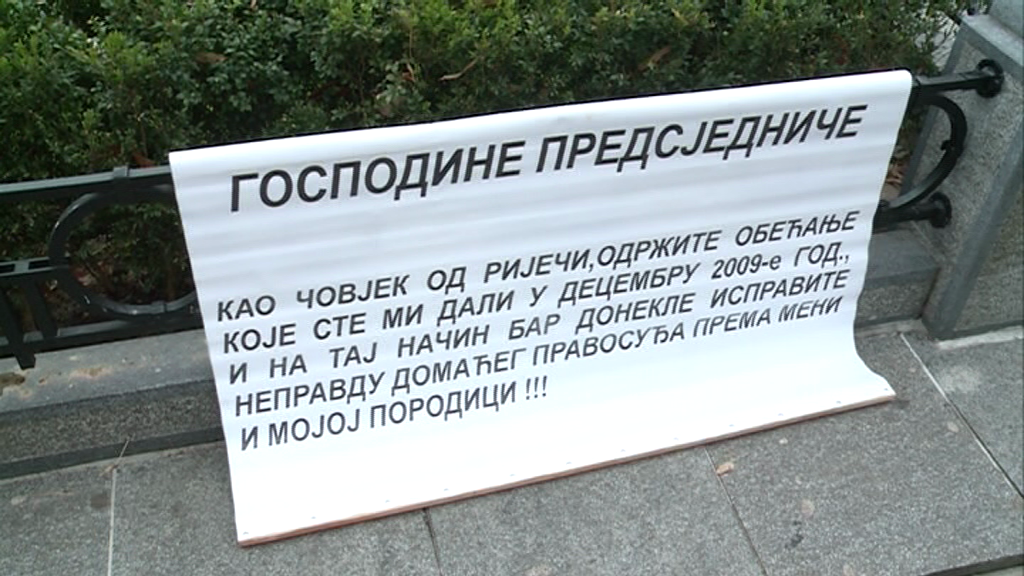 ГОСПОДИНЕ ПРЕДСЈЕДНИЧЕ
КАО ЧОВЈЕК ОД РИЈЕЧИ,ОДРЖИТЕ ОБЕЋАЊЕ
КОЈЕ СТЕ МИ ДАЛИ У ДЕЦЕМБРУ 2009-е ГОД.,
И НА ТАЈ НАЧИН БАР ДОНЕКЛЕ ИСПРАВИТЕ
НЕПРАВДУ ДОМАЋЕГ ПРАВОСУЂА ПРЕМА МЕНИ
И МОЈОЈ ПОРОДИЦИ !!!